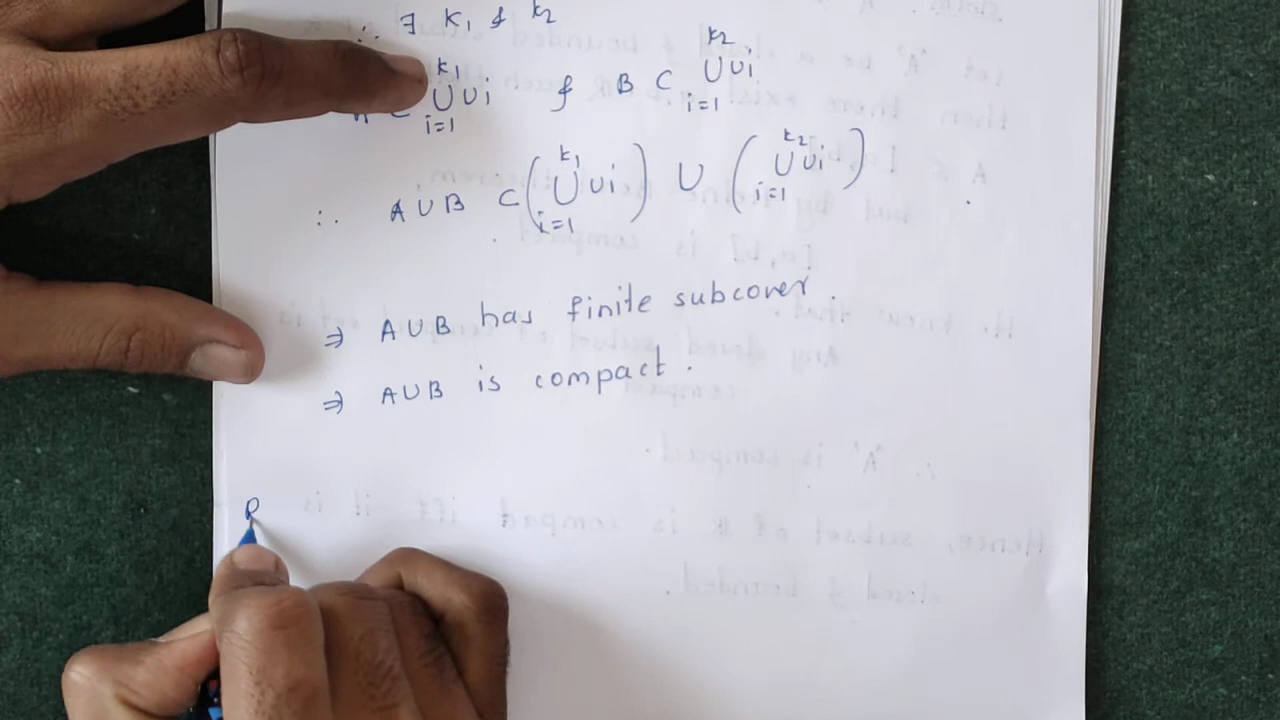 ∴ ∃ K₁ & k₂
⊂ ⋃_{i=1}^{k₁} Ui & B ⊂ ⋃_{i=1}^{k₂} Ui
∴ A∪B ⊂ (⋃_{i=1}^{k₁} Ui) ∪ (⋃_{i=1}^{k₂} Ui)
⇒ A∪B has finite subcover.
⇒ A∪B is compact.